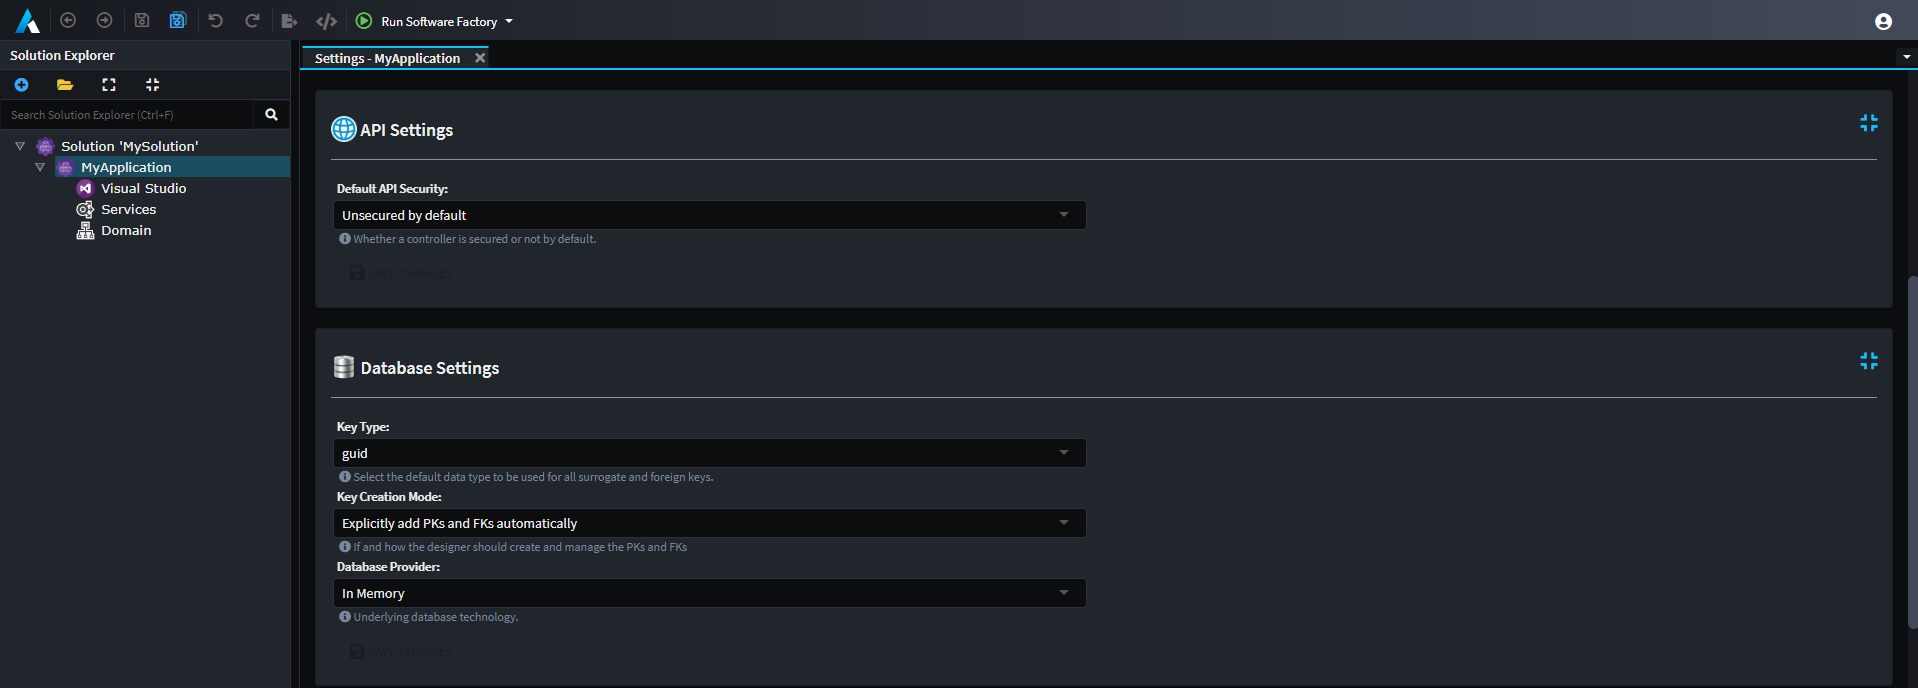 Run Software Factory
Solution Explorer
Settings - MyApplication
Search Solution Explorer (Ctrl+F)
Solution 'MySolution'
MyApplication
Visual Studio
Services
Domain
API Settings
Default API Security:
Unsecured by default
Whether a controller is secured or not by default.
SAVE CHANGES
Database Settings
Key Type:
guid
Select the default data type to be used for all surrogate and foreign keys.
Key Creation Mode:
Explicitly add PKs and FKs automatically
If and how the designer should create and manage the PKs and FKs
Database Provider:
In Memory
Underlying database technology.
SAVE CHANGES